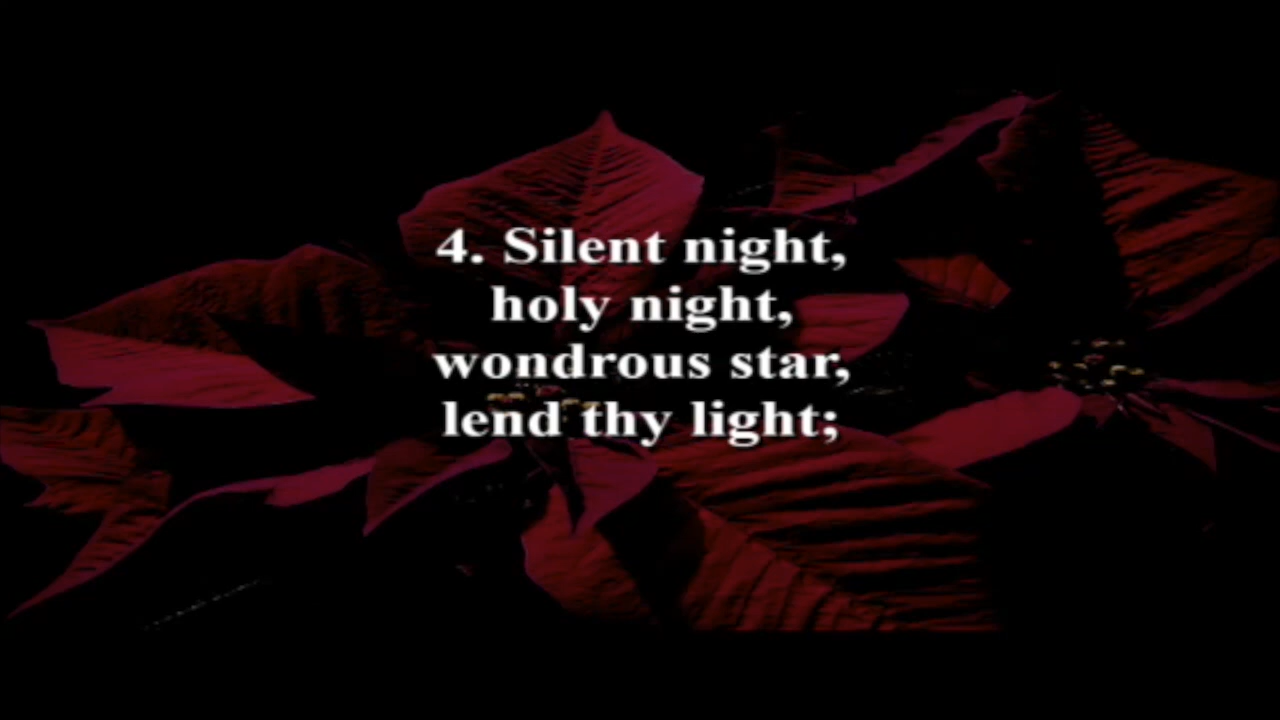 4. Silent night,
holy night,
wondrous star,
lend thy light;